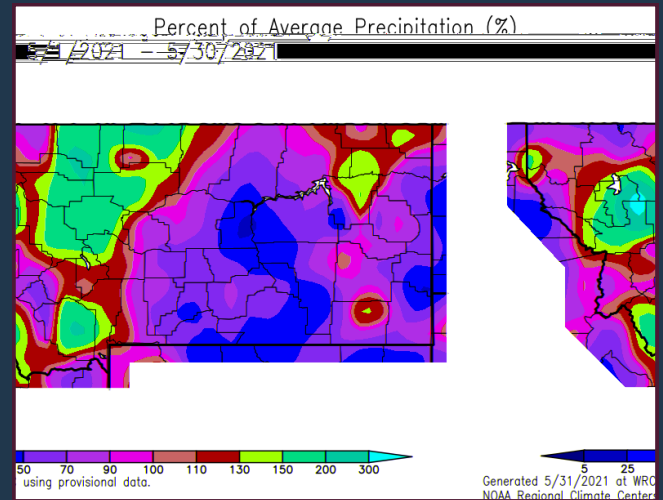 Percent of Average Precipitation (%)
/2021 – 5/30/2021
50 70 90 100 110 130 150 200 300
5 25
using provisional data.
Generated 5/31/2021 at WRC
NOAA Regional Climate Centers